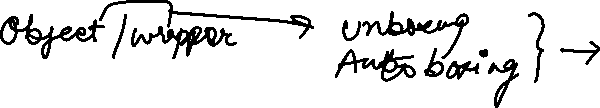 Object / wrapper → unboxing
Autoboxing } →